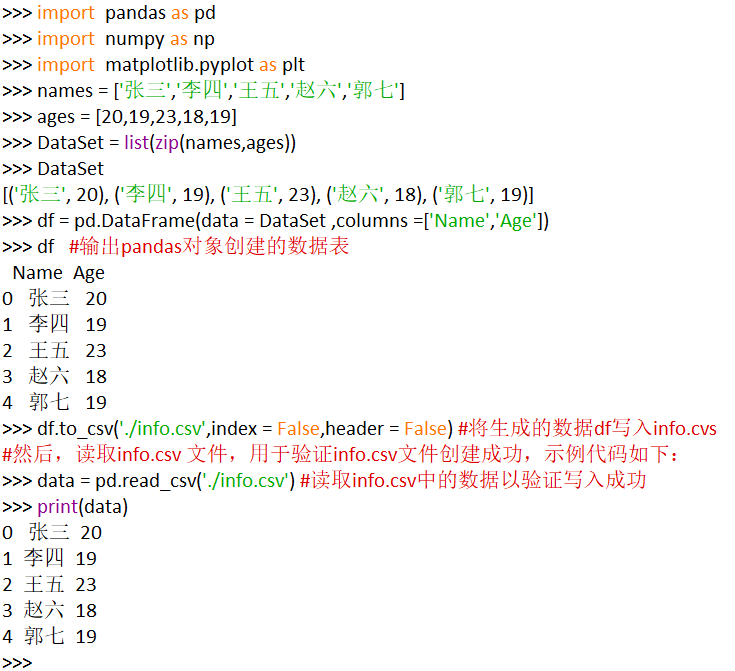 >>> import  pandas as pd
>>> import  numpy as np
>>> import  matplotlib.pyplot as plt
>>> names = ['张三','李四','王五','赵六','郭七']
>>> ages = [20,19,23,18,19]
>>> DataSet = list(zip(names,ages))
>>> DataSet
[('张三', 20), ('李四', 19), ('王五', 23), ('赵六', 18), ('郭七', 19)]
>>> df = pd.DataFrame(data = DataSet ,columns =['Name','Age'])
>>> df   #输出pandas对象创建的数据表
  Name  Age
0   张三   20
1   李四   19
2   王五   23
3   赵六   18
4   郭七   19
>>> df.to_csv('./info.csv',index = False,header = False) #将生成的数据df写入info.cvs
#然后，读取info.csv 文件，用于验证info.csv文件创建成功，示例代码如下：
>>> data = pd.read_csv('./info.csv') #读取info.csv中的数据以验证写入成功
>>> print(data)
0   张三  20
1  李四  19
2  王五  23
3  赵六  18
4  郭七  19
>>>